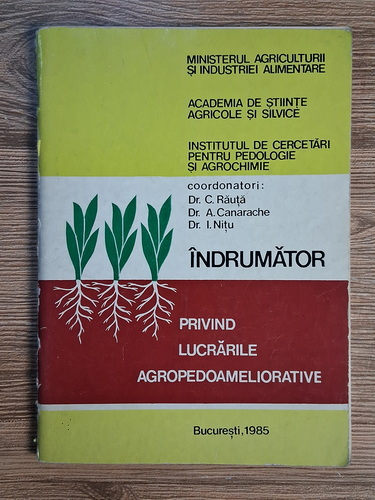 MINISTERUL AGRICULTURII
ȘI INDUSTRIEI ALIMENTARE
ACADEMIA DE ȘTIINȚE
AGRICOLE ȘI SILVICE
INSTITUTUL DE CERCETĂRI
PENTRU PEDOLOGIE
ȘI AGROCHIMIE
coordonatori:
Dr. C. Răuță
Dr. A. Canarache
Dr. I. Nițu
ÎNDRUMĂTOR
PRIVIND
LUCRĂRILE
AGROPEDOAMELIORATIVE
București, 1985